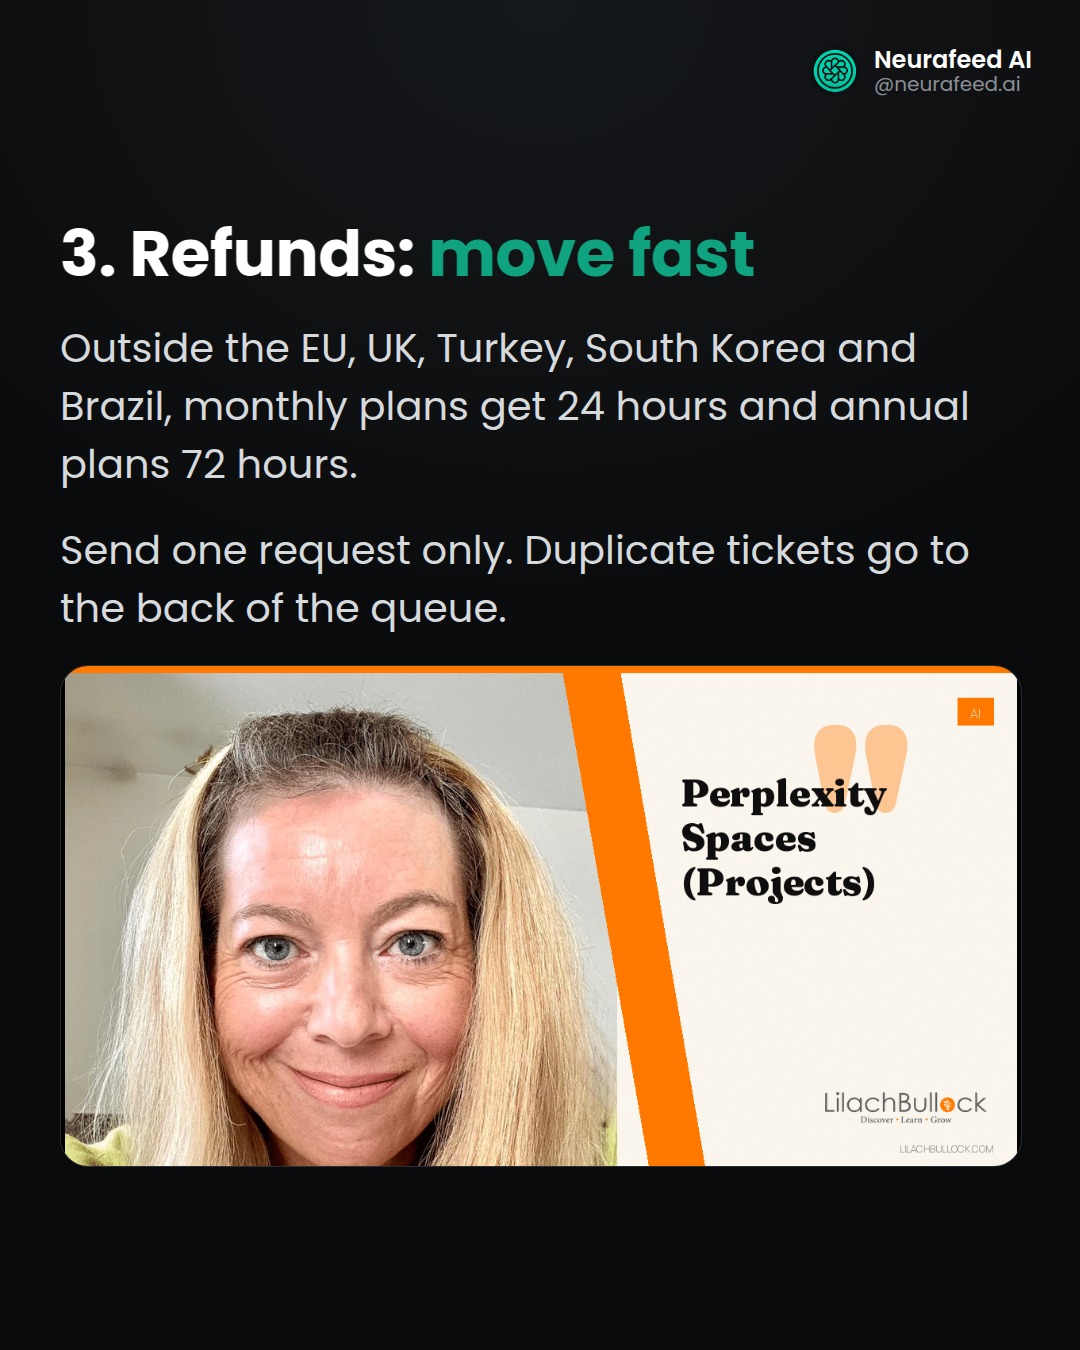 Neurafeed AI
@neurafeed.ai
3. Refunds: move fast
Outside the EU, UK, Turkey, South Korea and
Brazil, monthly plans get 24 hours and annual
plans 72 hours.
Send one request only. Duplicate tickets go to
the back of the queue.
AI
"
Perplexity
Spaces
(Projects)
LilachBullock
Discover • Learn • Grow
LILACHBULLOCK.COM